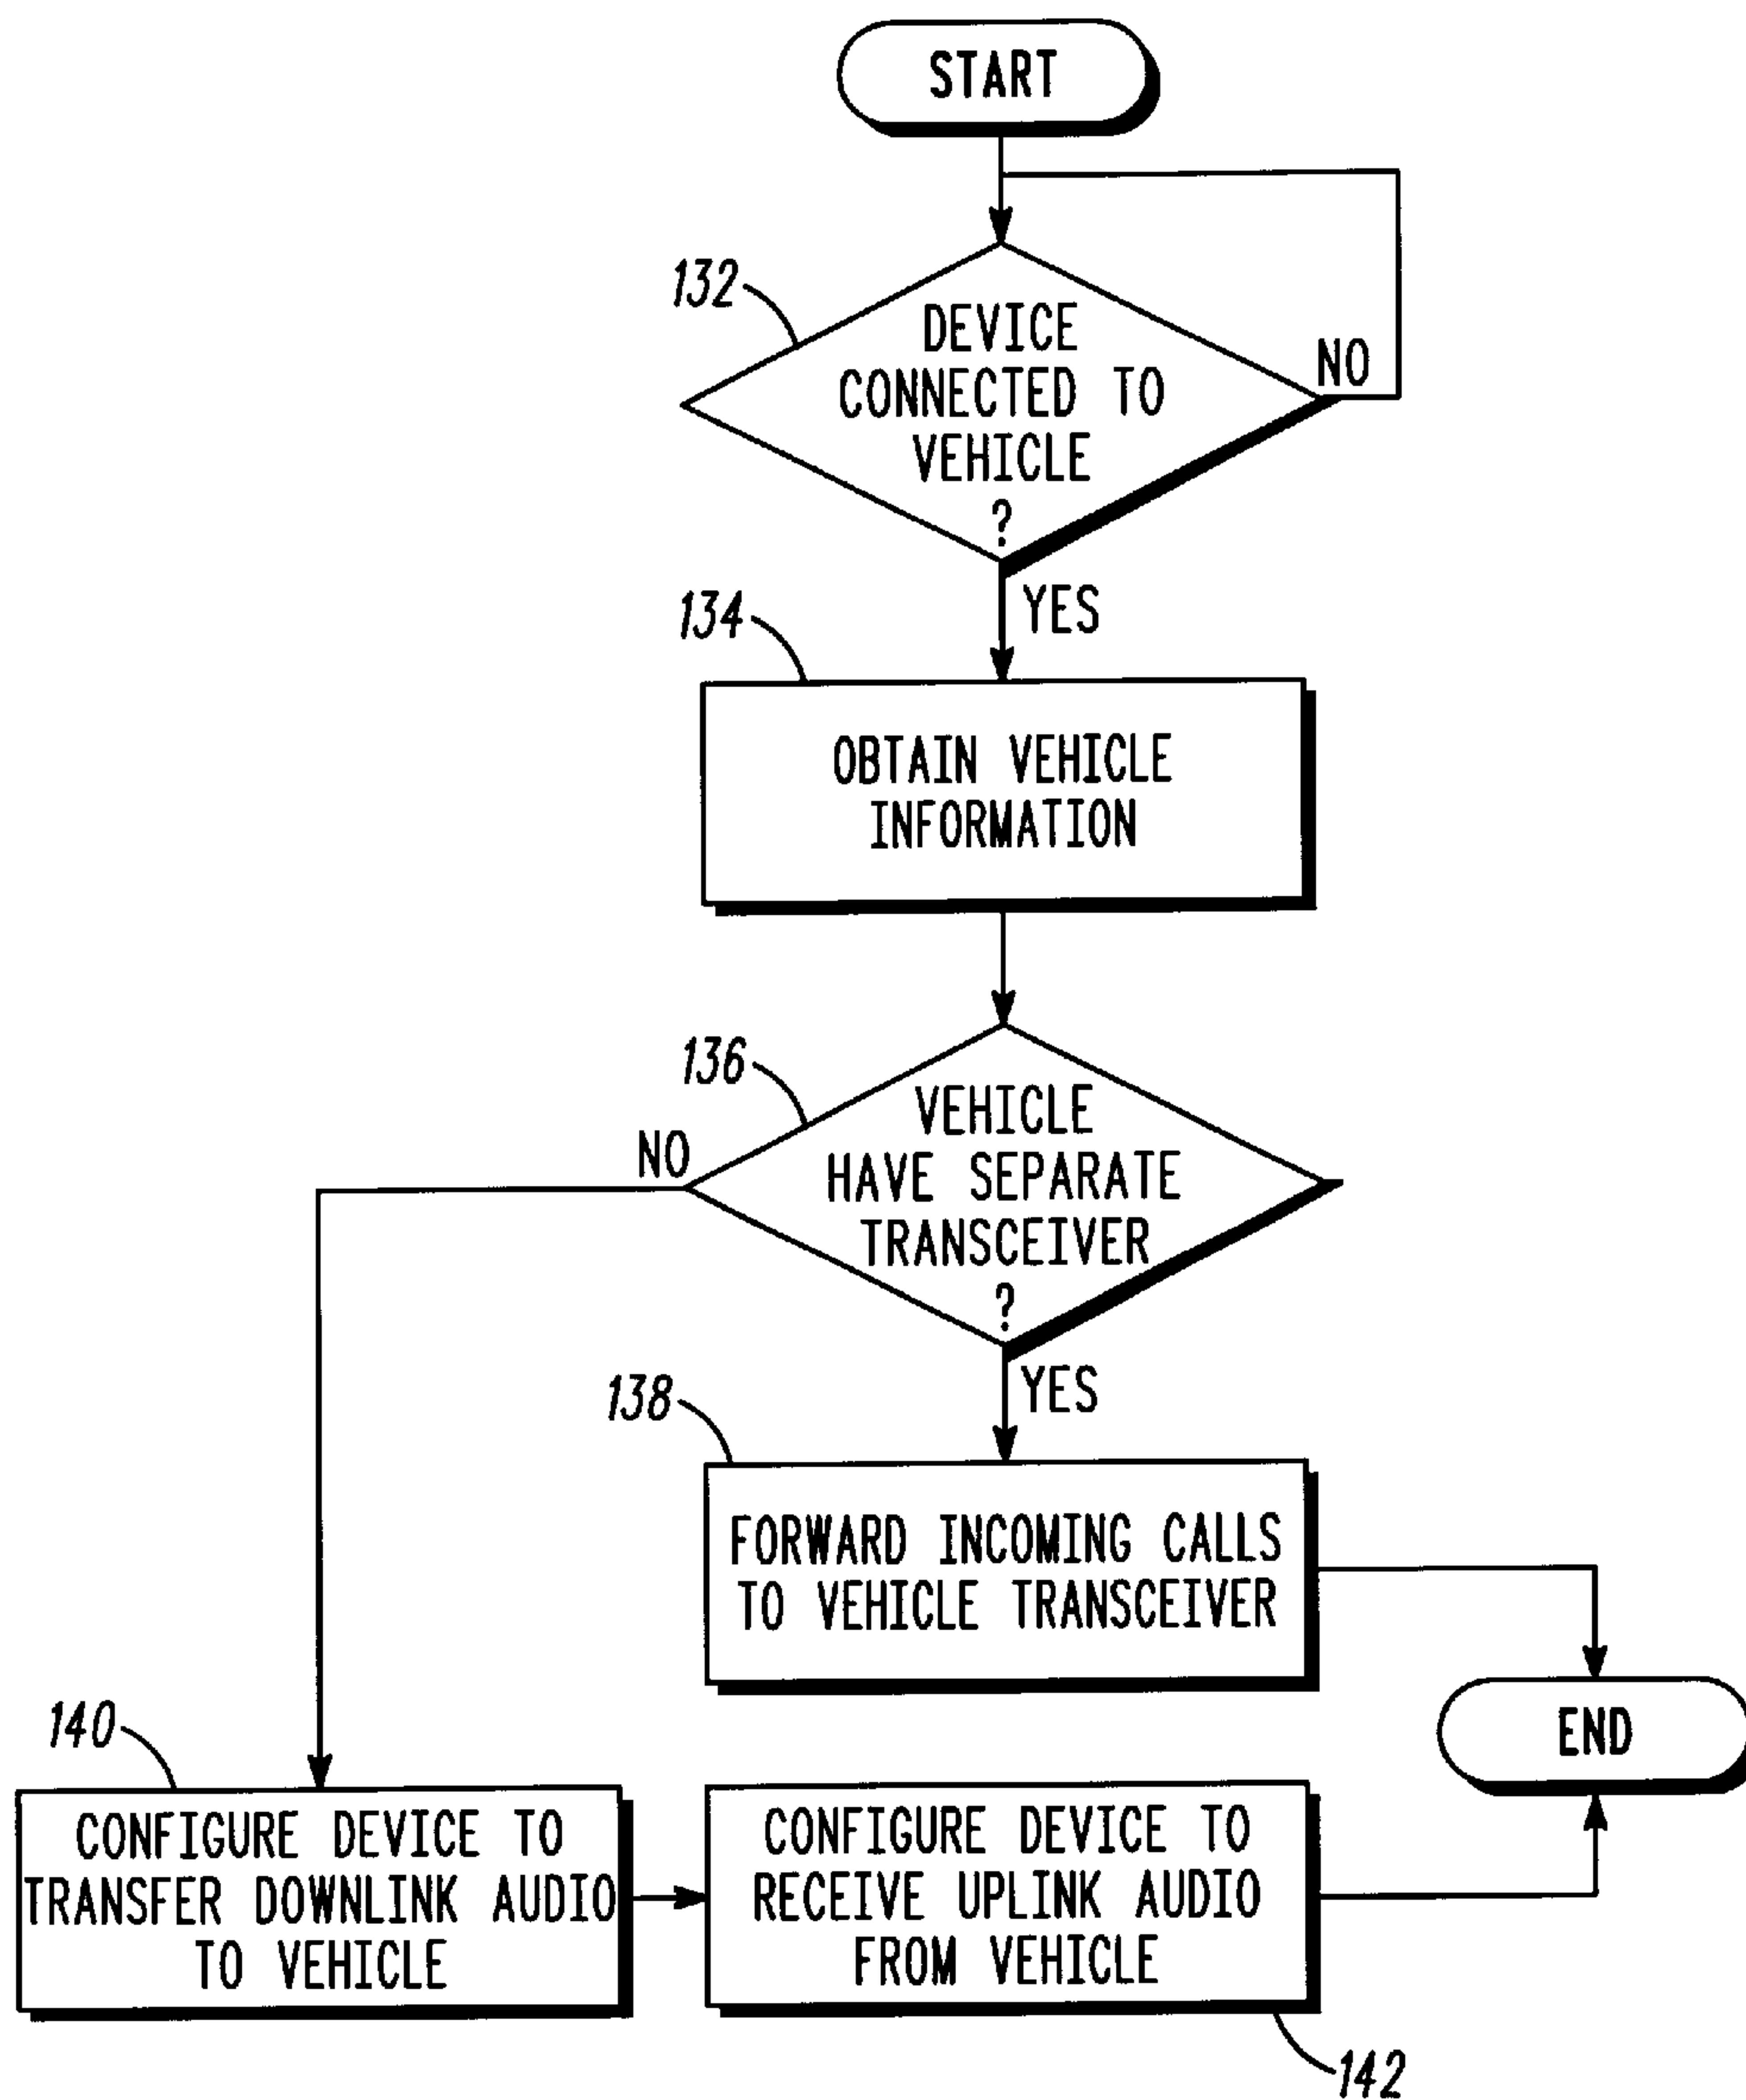 START
132
DEVICE
CONNECTED TO
VEHICLE
?
NO
YES
134
OBTAIN VEHICLE
INFORMATION
136
VEHICLE
HAVE SEPARATE
TRANSCEIVER
?
NO
YES
138
FORWARD INCOMING CALLS
TO VEHICLE TRANSCEIVER
END
140
CONFIGURE DEVICE TO
TRANSFER DOWNLINK AUDIO
TO VEHICLE
CONFIGURE DEVICE TO
RECEIVE UPLINK AUDIO
FROM VEHICLE
142